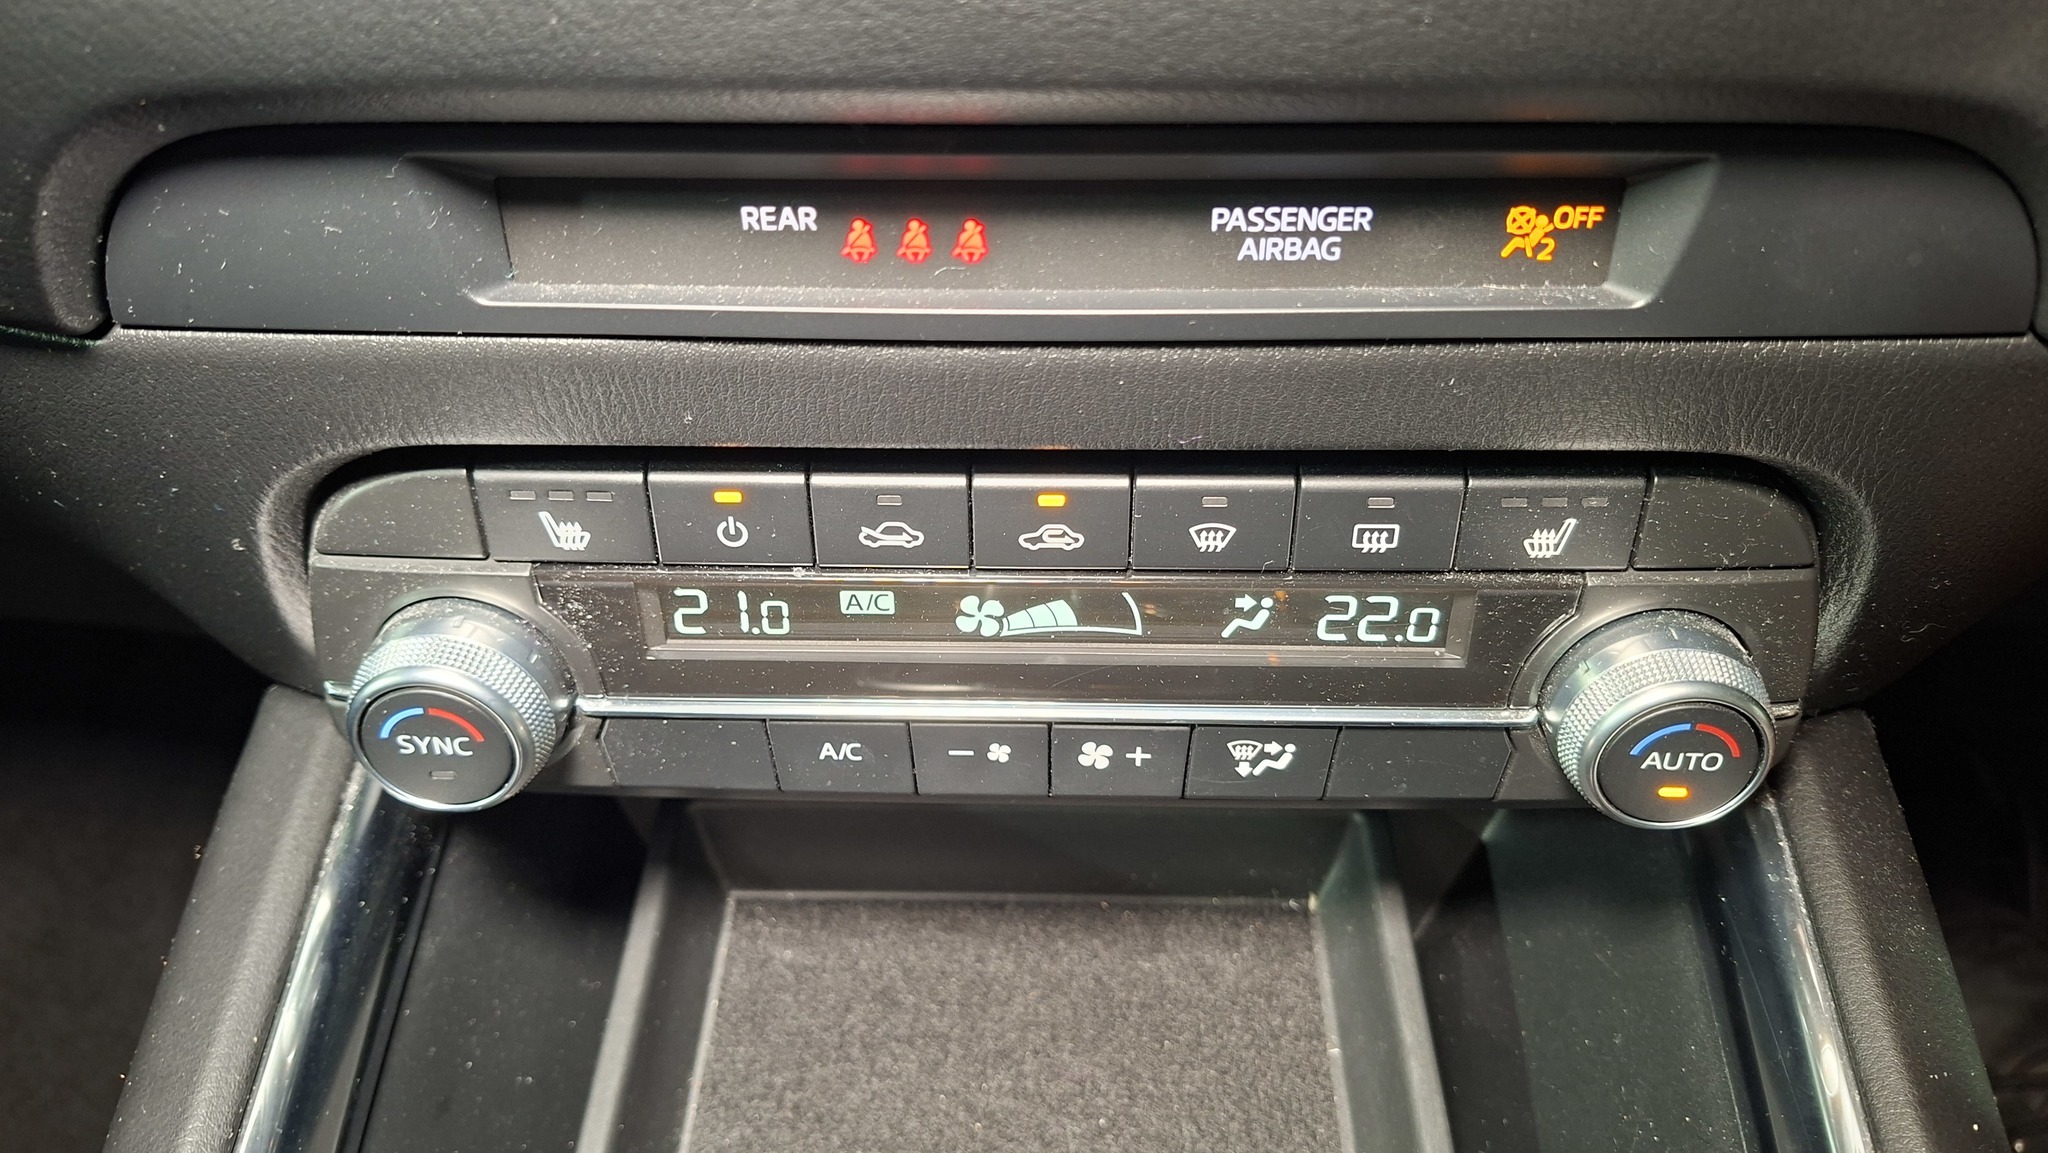 REAR
PASSENGER
AIRBAG
OFF
2
21.0
A/C
22.0
SYNC
A/C
AUTO